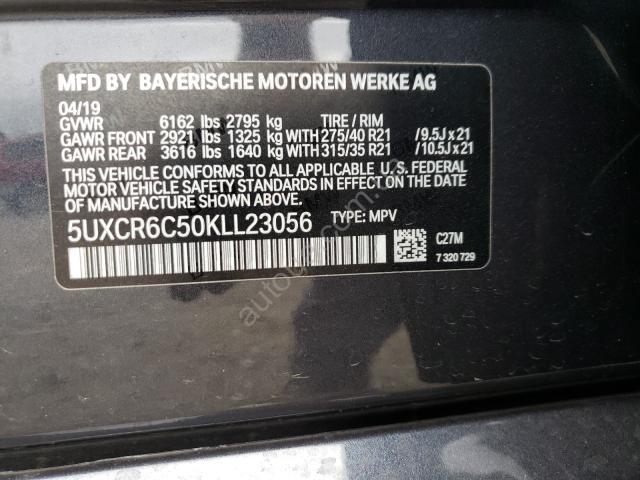 MFD BY BAYERISCHE MOTOREN WERKE AG
04/19
GVWR 6162 lbs 2795 kg TIRE / RIM
GAWR FRONT 2921 lbs 1325 kg WITH 275/40 R21 /9.5J x 21
GAWR REAR 3616 lbs 1640 kg WITH 315/35 R21 /10.5J x 21
THIS VEHICLE CONFORMS TO ALL APPLICABLE U. S. FEDERAL
MOTOR VEHICLE SAFETY STANDARDS IN EFFECT ON THE DATE
OF MANUFACTURE SHOWN ABOVE.
5UXCR6C50KLL23056 TYPE: MPV
C27M
7 320 729